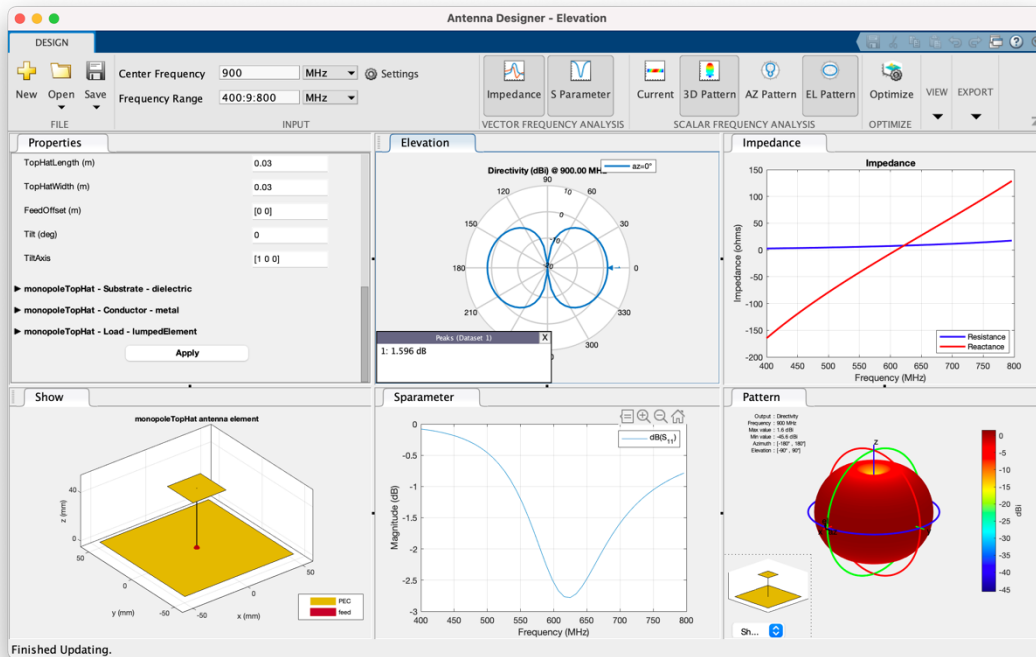 Antenna Designer - Elevation
DESIGN
New
Open
Save
FILE
Center Frequency 900 MHz
Settings
Frequency Range 400:9:800 MHz
INPUT
Impedance
S Parameter
VECTOR FREQUENCY ANALYSIS
Current
3D Pattern
AZ Pattern
EL Pattern
SCALAR FREQUENCY ANALYSIS
Optimize
OPTIMIZE
VIEW
EXPORT
Properties
TopHatLength (m) 0.03
TopHatWidth (m) 0.03
FeedOffset (m) [0 0]
Tilt (deg) 0
TiltAxis [1 0 0]
monopoleTopHat - Substrate - dielectric
monopoleTopHat - Conductor - metal
monopoleTopHat - Load - lumpedElement
Apply
Elevation
Directivity (dBi) @ 900.00 MH
az=0°
90
120 60
150 30
180 0
210 330
300
10
0
Peaks (Dataset 1) X
1: 1.596 dB
Impedance
Impedance
Impedance (ohms)
150
100
50
0
-50
-100
-150
-200
400 450 500 550 600 650 700 750 800
Frequency (MHz)
Resistance
Reactance
Show
monopoleTopHat antenna element
z (mm)
40
0
50
0
-50
y (mm)
-50
0
50
x (mm)
PEC
feed
Sparameter
dB(S11)
Magnitude (dB)
0
-0.5
-1
-1.5
-2
-2.5
-3
400 450 500 550 600 650 700 750 800
Frequency (MHz)
Pattern
Output : Directivity
Frequency : 900 MHz
Max value : 1.6 dBi
Min value : -45.6 dBi
Azimuth : [-180° , 180°]
Elevation : [-90° , 90°]
z
0
-5
-10
-15
-20
-25
-30
-35
-40
-45
dBi
Sh...
Finished Updating.